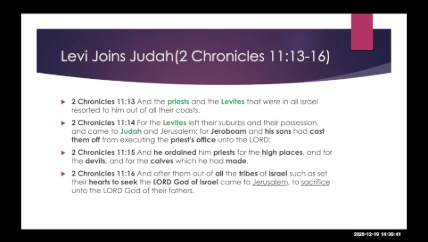 Levi Joins Judah(2 Chronicles 11:13-16)
2 Chronicles 11:13 And the priests and the Levites that were in all Israel
resorted to him out of all their coasts.
2 Chronicles 11:14 For the Levites left their suburbs and their possession,
and came to Judah and Jerusalem: for Jeroboam and his sons had cast
them off from executing the priest's office unto the LORD:
2 Chronicles 11:15 And he ordained him priests for the high places, and for
the devils, and for the calves which he had made.
2 Chronicles 11:16 And after them out of all the tribes of Israel such as set
their hearts to seek the LORD God of Israel came to Jerusalem, to sacrifice
unto the LORD God of their fathers.
2020-12-19 14:30:41